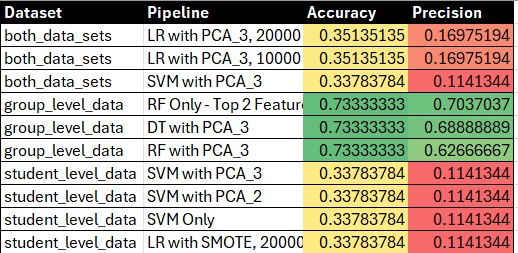 Dataset Pipeline Accuracy Precision
both_data_sets LR with PCA_3, 20000 0.35135135 0.16975194
both_data_sets LR with PCA_3, 10000 0.35135135 0.16975194
both_data_sets SVM with PCA_3 0.33783784 0.1141344
group_level_data RF Only - Top 2 Feature 0.73333333 0.7037037
group_level_data DT with PCA_3 0.73333333 0.68888889
group_level_data RF with PCA_3 0.73333333 0.62666667
student_level_data SVM with PCA_3 0.33783784 0.1141344
student_level_data SVM with PCA_2 0.33783784 0.1141344
student_level_data SVM Only 0.33783784 0.1141344
student_level_data LR with SMOTE, 20000 0.33783784 0.1141344